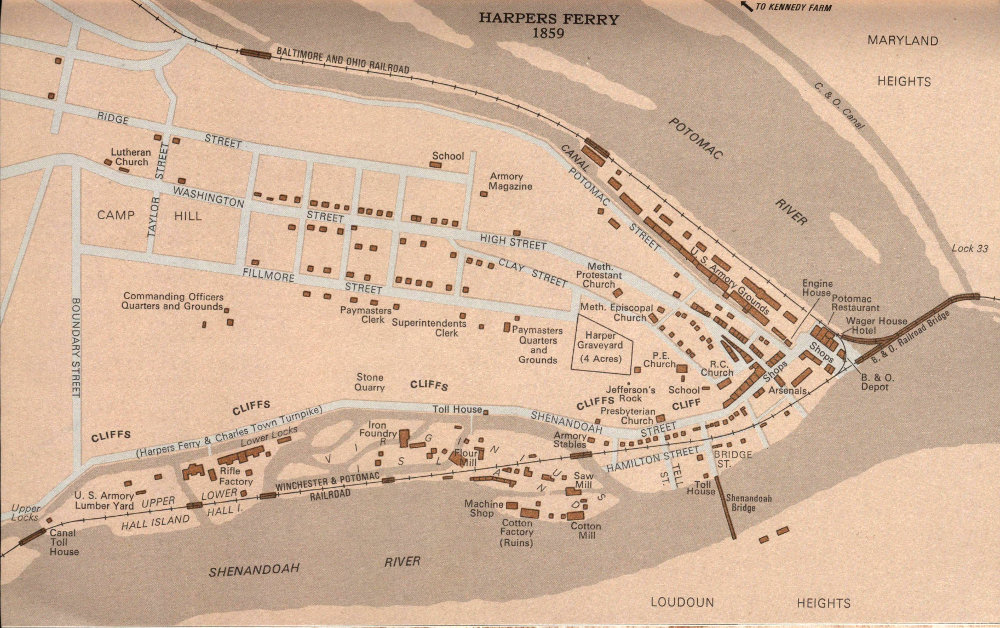 HARPERS FERRY
1859
TO KENNEDY FARM
MARYLAND
HEIGHTS
BALTIMORE AND OHIO RAILROAD
C. & O. Canal
POTOMAC
RIVER
RIDGE
STREET
Lutheran
Church
School
CANAL
Armory
Magazine
POTOMAC
STREET
TAYLOR
STREET
WASHINGTON
STREET
CAMP HILL
HIGH STREET
CLAY STREET
Lock 33
U. S. Armory Grounds
FILLMORE
STREET
Meth.
Protestant
Church
Engine
House
Potomac
Restaurant
Commanding Officers
Quarters and Grounds
Paymasters
Clerk
Superintendents
Clerk
Meth. Episcopal
Church
Wager House
Hotel
B. & O. Railroad Bridge
Paymasters
Quarters
and
Grounds
Harper
Graveyard
(4 Acres)
P.E.
Church
R.C.
Church
Shops
Shops
B. & O.
Depot
BOUNDARY STREET
Stone
Quarry
CLIFFS
Jefferson's
Rock
School
Arsenals
CLIFFS
CLIFFS
CLIFFS
CLIFF
Toll House
SHENANDOAH
STREET
Presbyterian
Church
(Harpers Ferry & Charles Town Turnpike)
Lower Locks
Iron
Foundry
VIRGINIUS
ISLAND
Flour
Mill
Armory
Stables
HAMILTON STREET
BRIDGE
ST.
TELL
ST.
Rifle
Factory
WINCHESTER & POTOMAC
RAILROAD
Saw
Mill
Toll
House
Shenandoah
Bridge
U. S. Armory
Lumber Yard
UPPER
HALL ISLAND
LOWER
HALL I.
Upper
Locks
Machine
Shop
Cotton
Factory
(Ruins)
Cotton
Mill
Canal
Toll
House
SHENANDOAH
RIVER
LOUDOUN
HEIGHTS